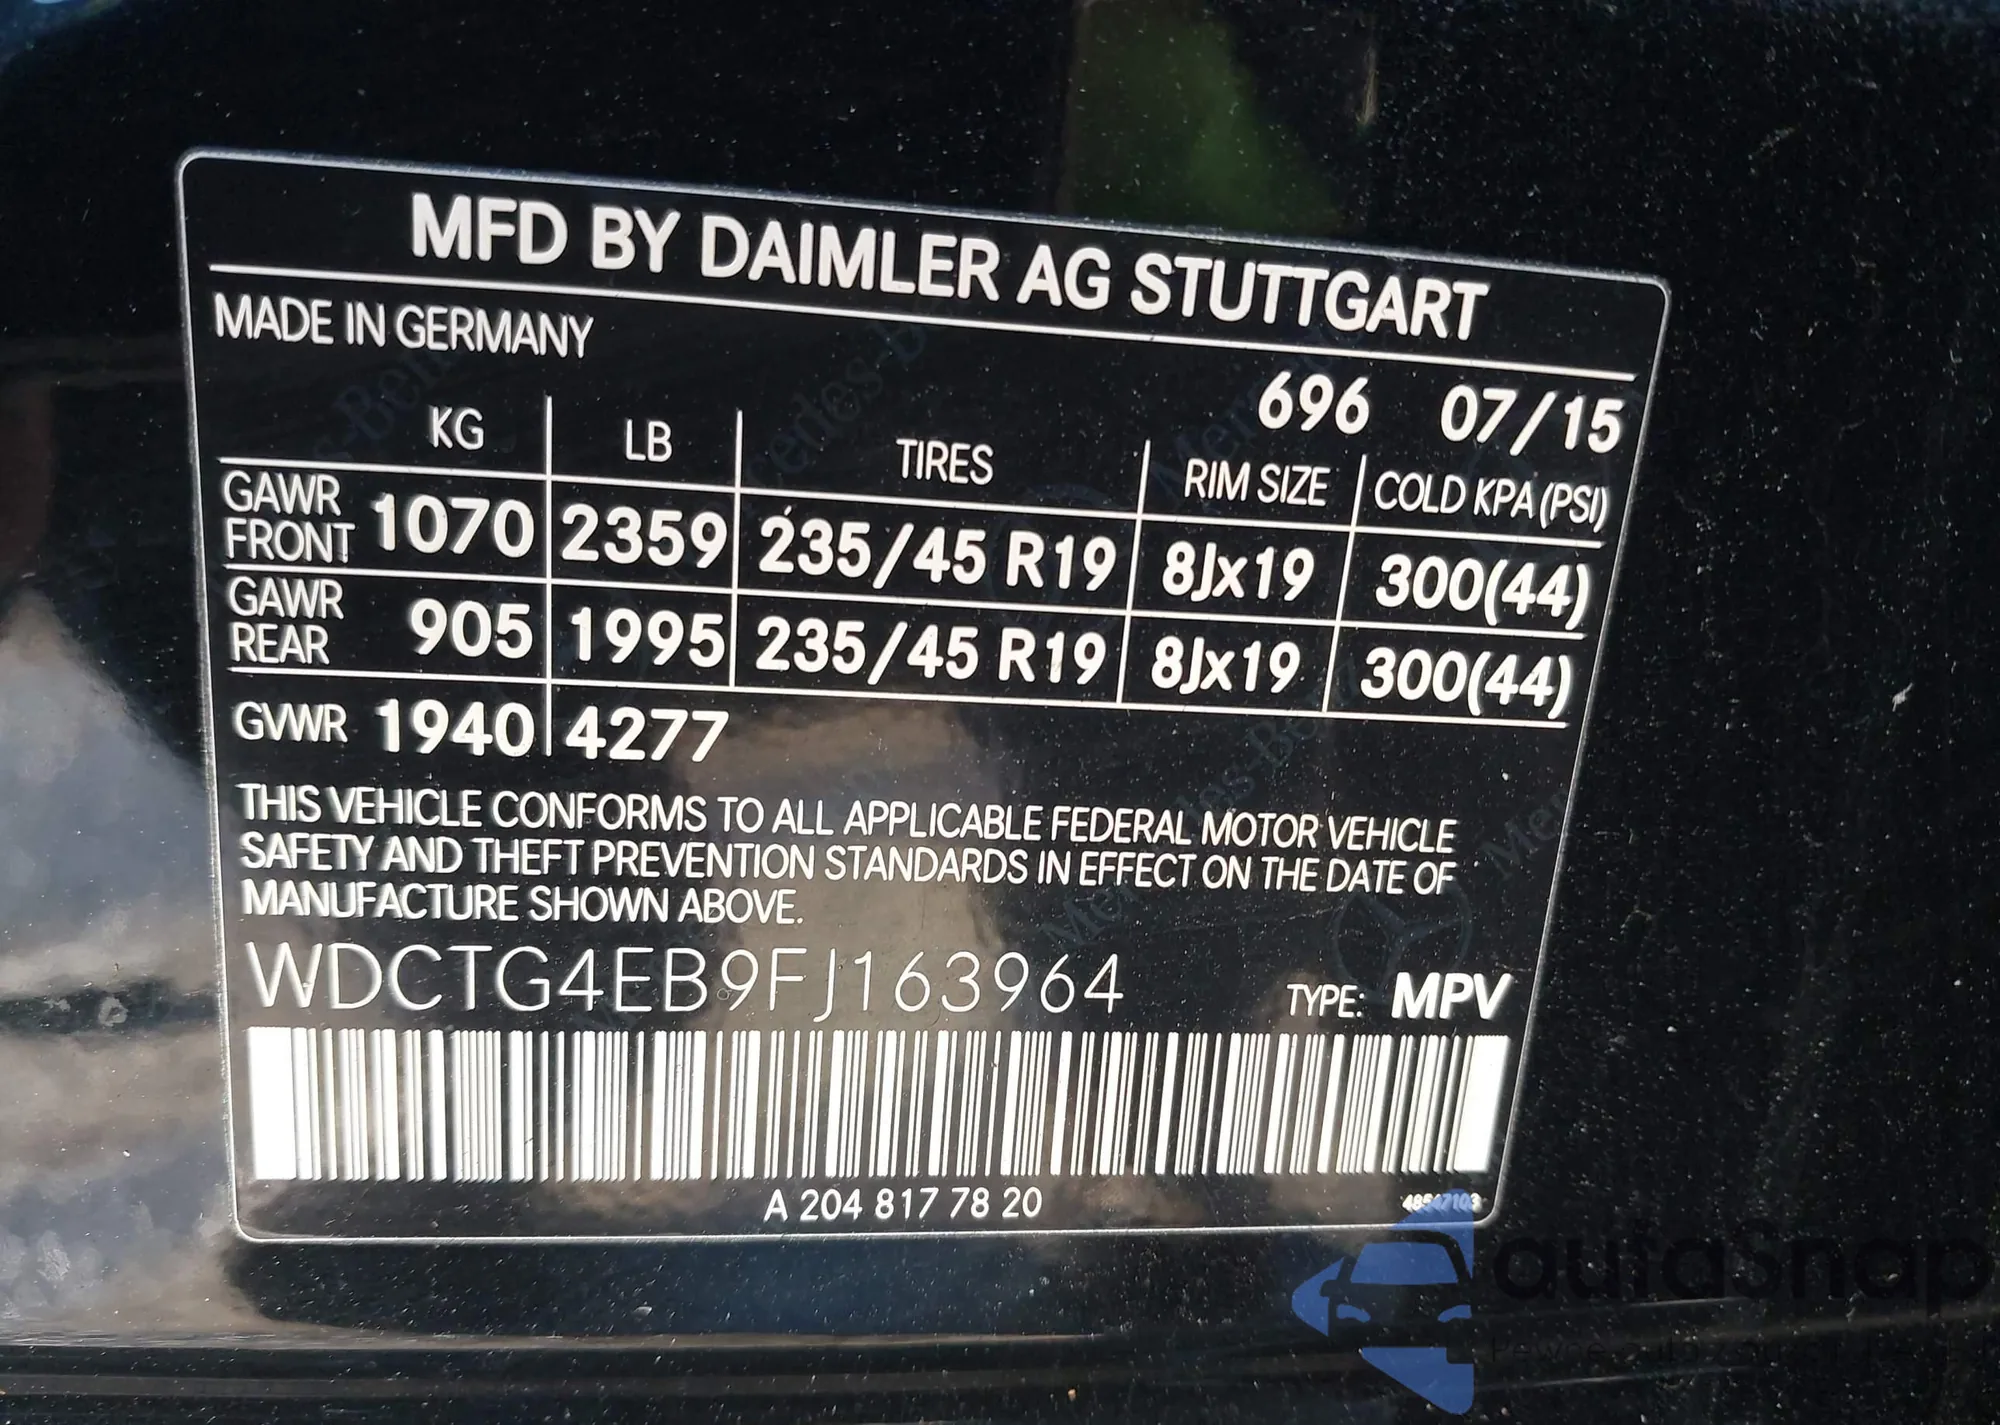 MFD BY DAIMLER AG STUTTGART
MADE IN GERMANY
696 07/15
KG LB TIRES RIM SIZE COLD KPA (PSI)
GAWR FRONT 1070 2359 235/45 R19 8Jx19 300(44)
GAWR REAR 905 1995 235/45 R19 8Jx19 300(44)
GVWR 1940 4277
THIS VEHICLE CONFORMS TO ALL APPLICABLE FEDERAL MOTOR VEHICLE
SAFETY AND THEFT PREVENTION STANDARDS IN EFFECT ON THE DATE OF
MANUFACTURE SHOWN ABOVE.
WDCTG4EB9FJ163964
TYPE: MPV
A 204 817 78 20
autoSnap